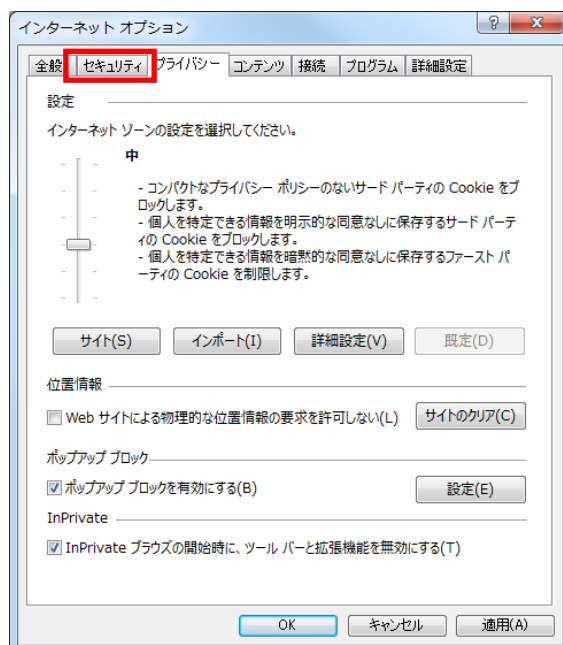 インターネット オプション
全般 セキュリティ プライバシー コンテンツ 接続 プログラム 詳細設定
設定
インターネット ゾーンの設定を選択してください。
中
- コンパクトなプライバシー ポリシーのないサード パーティの Cookie をブ
ロックします。
- 個人を特定できる情報を明示的な同意なしに保存するサード パーテ
ィの Cookie をブロックします。
- 個人を特定できる情報を暗黙的な同意なしに保存するファースト パ
ーティの Cookie を制限します。
サイト(S) インポート(I) 詳細設定(V) 既定(D)
位置情報
Web サイトによる物理的な位置情報の要求を許可しない(L) サイトのクリア(C)
ポップアップ ブロック
ポップアップ ブロックを有効にする(B) 設定(E)
InPrivate
InPrivate ブラウズの開始時に、ツール バーと拡張機能を無効にする(T)
OK キャンセル 適用(A)